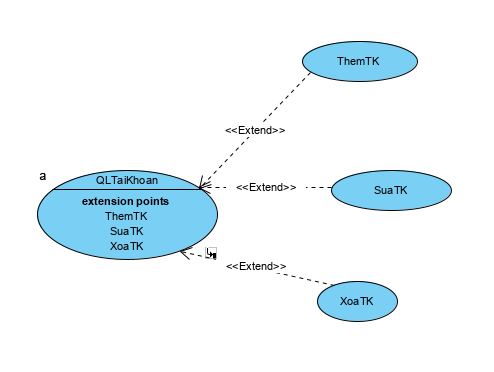 ThemTK
<<Extend>>
a
QLTaiKhoan
extension points
ThemTK
SuaTK
XoaTK
<<Extend>>
SuaTK
<<Extend>>
XoaTK